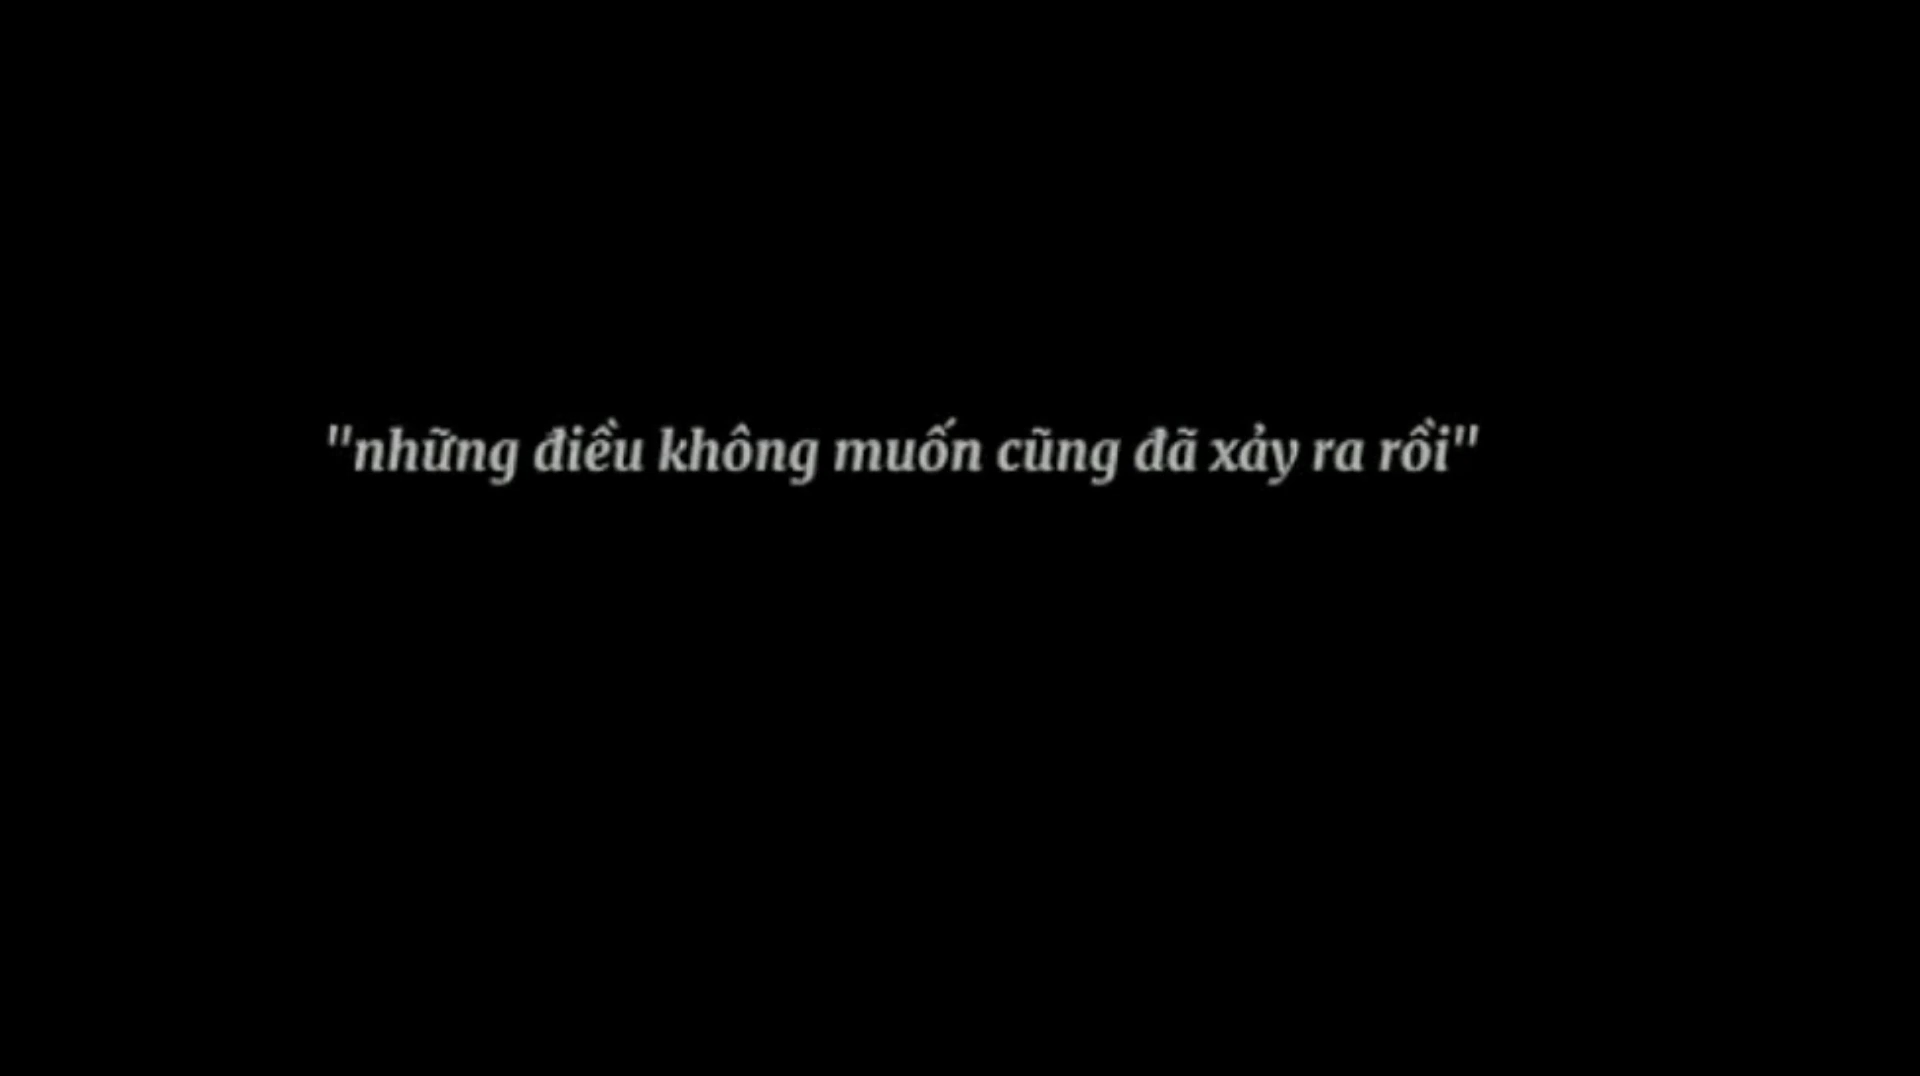 "những điều không muốn cũng đã xảy ra rồi"